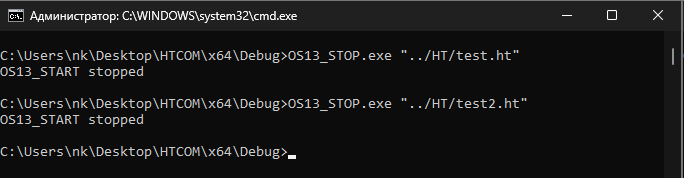 Администратор: C:\WINDOWS\system32\cmd.exe
C:\Users\nk\Desktop\HTCOM\x64\Debug>OS13_STOP.exe "../HT/test.ht"
OS13_START stopped
C:\Users\nk\Desktop\HTCOM\x64\Debug>OS13_STOP.exe "../HT/test2.ht"
OS13_START stopped
C:\Users\nk\Desktop\HTCOM\x64\Debug>